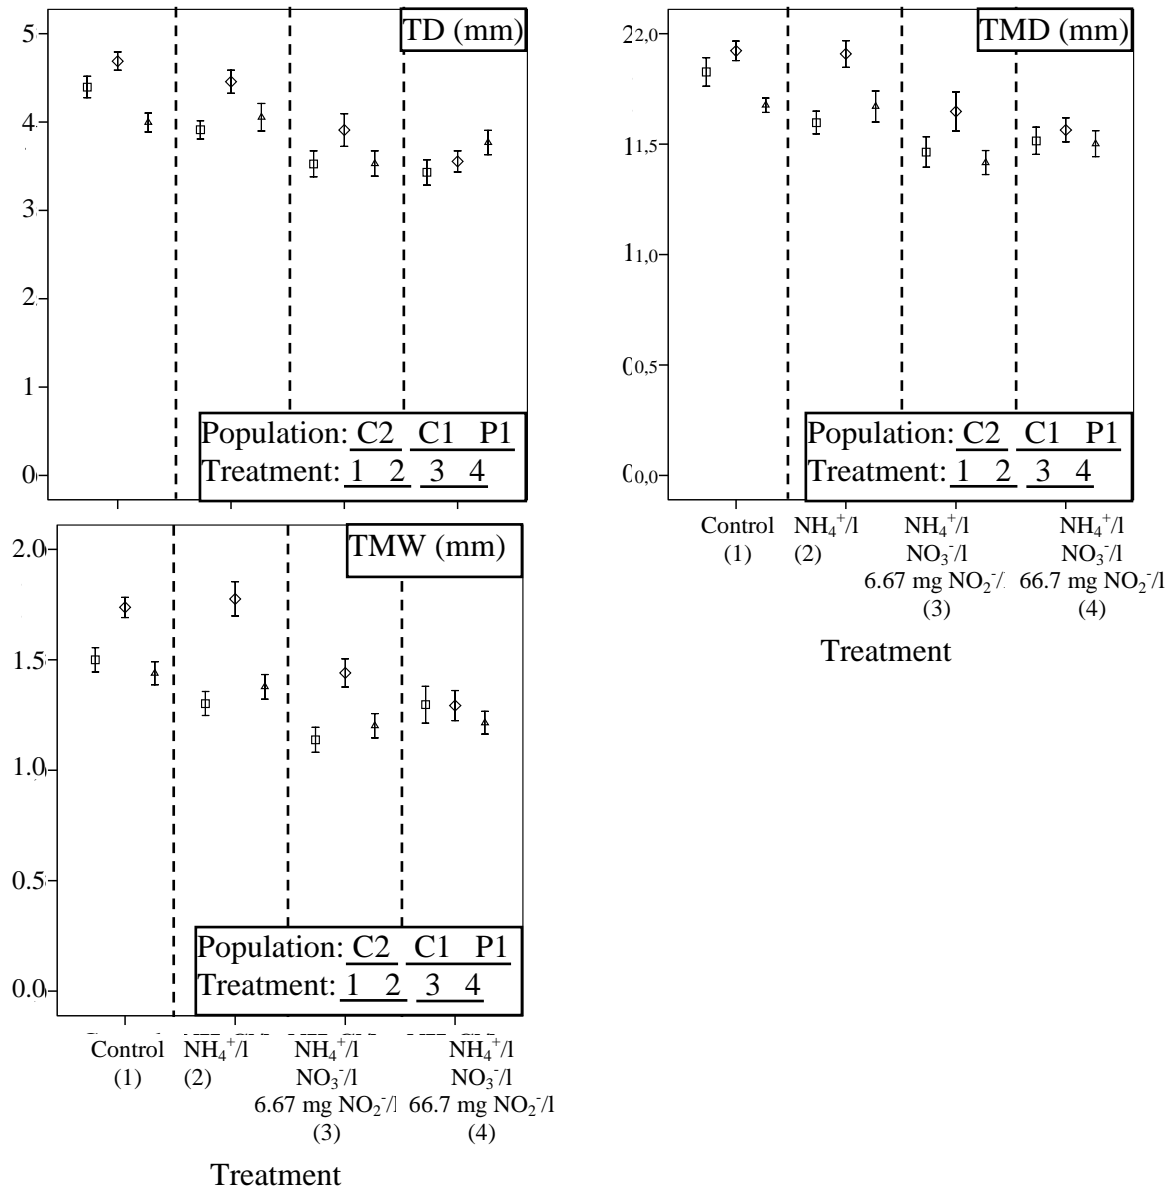 TD (mm)
5
4
3
2
1
0
Population: C2 C1 P1
Treatment: 1 2 3 4
TMD (mm)
22,0
11,5
11,0
0,5
0,0
Population: C2 C1 P1
Treatment: 1 2 3 4
Control NH₄⁺/l NH₄⁺/l NH₄⁺/l
(1) (2) NO₃⁻/l NO₃⁻/l
6.67 mg NO₂⁻/l 66.7 mg NO₂⁻/l
(3) (4)
Treatment
TMW (mm)
2.0
1.5
1.0
0.5
0.0
Population: C2 C1 P1
Treatment: 1 2 3 4
Control NH₄⁺/l NH₄⁺/l NH₄⁺/l
(1) (2) NO₃⁻/l NO₃⁻/l
6.67 mg NO₂⁻/l 66.7 mg NO₂⁻/l
(3) (4)
Treatment